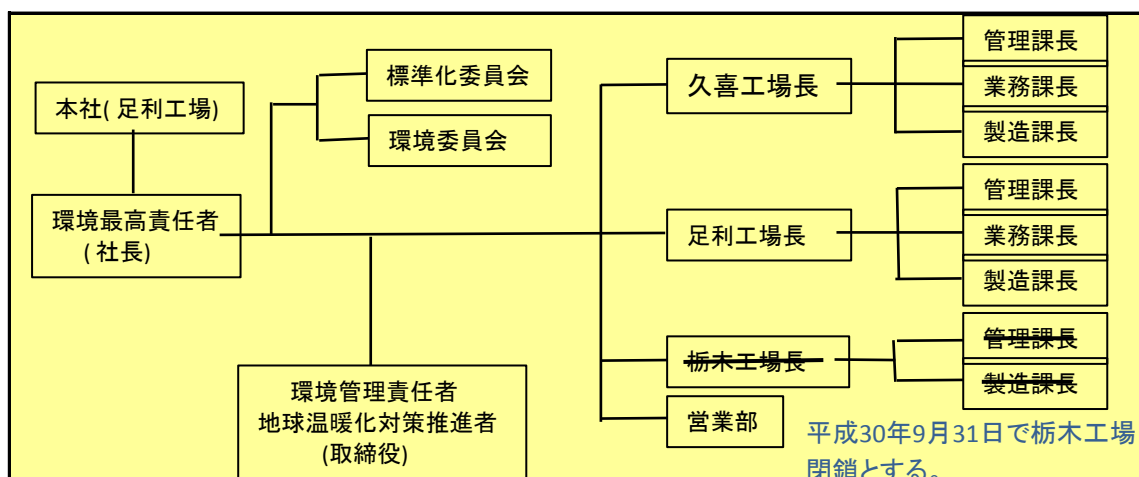 本社( 足利工場)
環境最高責任者
( 社長)
標準化委員会
環境委員会
環境管理責任者
地球温暖化対策推進者
(取締役)
久喜工場長
管理課長
業務課長
製造課長
足利工場長
管理課長
業務課長
製造課長
栃木工場長
管理課長
製造課長
営業部
平成30年9月31日で栃木工場
閉鎖とする。